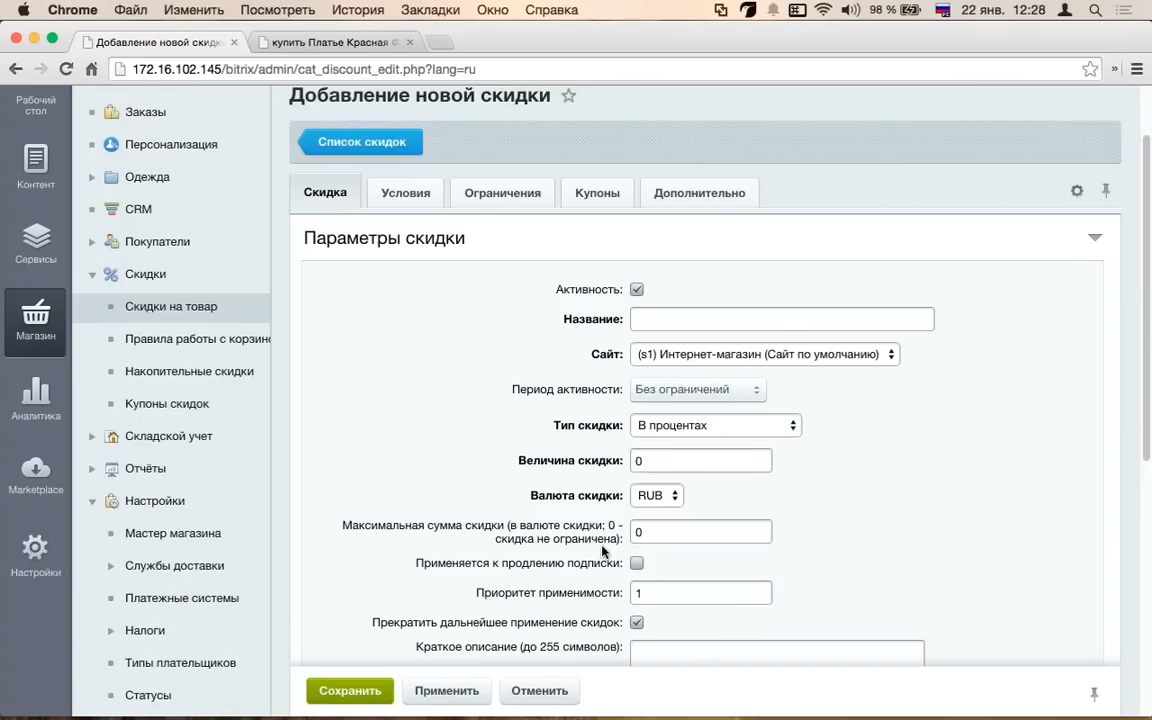 Chrome Файл Изменить Посмотреть История Закладки Окно Справка 98 % 22 янв. 12:28
Добавление новой скидк × купить Платье Красная Ф ×
172.16.102.145/bitrix/admin/cat_discount_edit.php?lang=ru »
Рабочий
стол
Контент
Сервисы
Магазин
Аналитика
Marketplace
Настройки
Заказы
Персонализация
Одежда
CRM
Покупатели
Скидки
Скидки на товар
Правила работы с корзино
Накопительные скидки
Купоны скидок
Складской учет
Отчёты
Настройки
Мастер магазина
Службы доставки
Платежные системы
Налоги
Типы плательщиков
Статусы
Добавление новой скидки
Список скидок
Скидка Условия Ограничения Купоны Дополнительно
Параметры скидки
Активность:
Название:
Сайт: (s1) Интернет-магазин (Сайт по умолчанию)
Период активности: Без ограничений
Тип скидки: В процентах
Величина скидки: 0
Валюта скидки: RUB
Максимальная сумма скидки (в валюте скидки; 0 -
скидка не ограничена): 0
Применяется к продлению подписки:
Приоритет применимости: 1
Прекратить дальнейшее применение скидок:
Краткое описание (до 255 символов):
Сохранить Применить Отменить